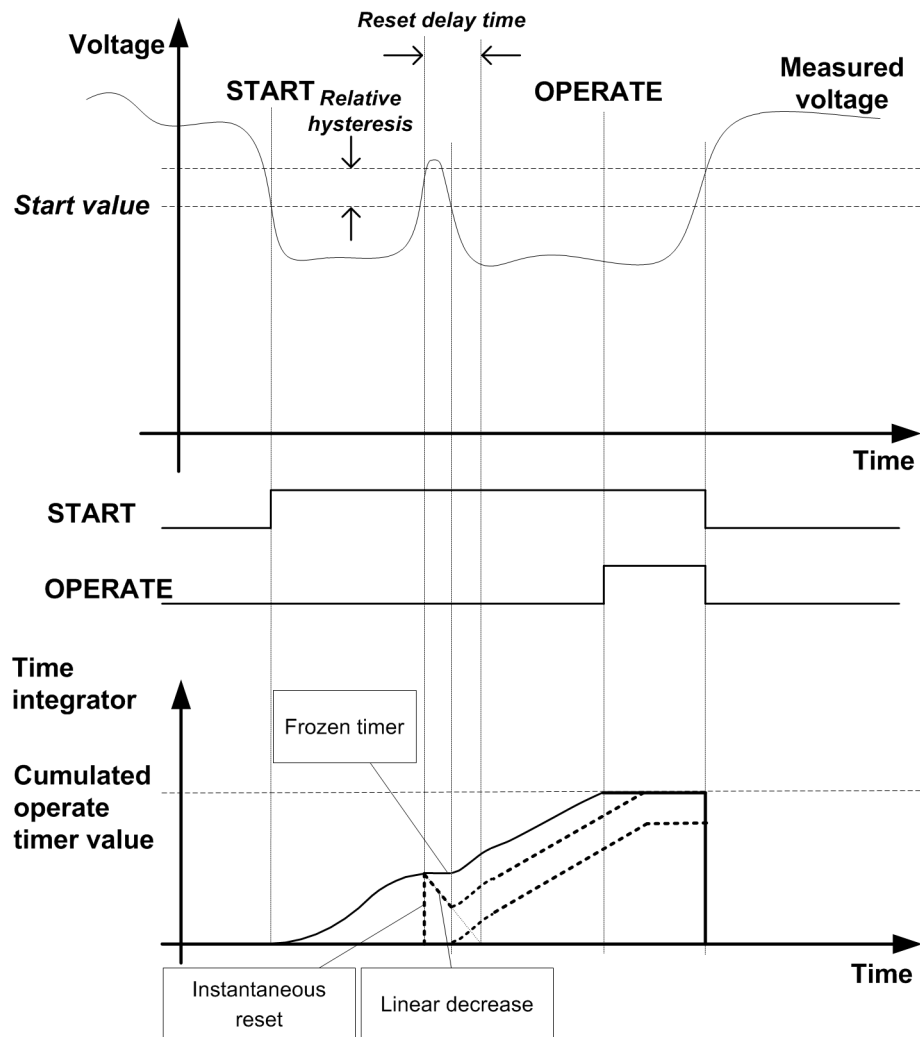 Reset delay time
Voltage
START
Relative
hysteresis
OPERATE
Measured
voltage
Start value
Time
START
OPERATE
Time
integrator
Frozen timer
Cumulated
operate
timer value
Time
Instantaneous
reset
Linear decrease